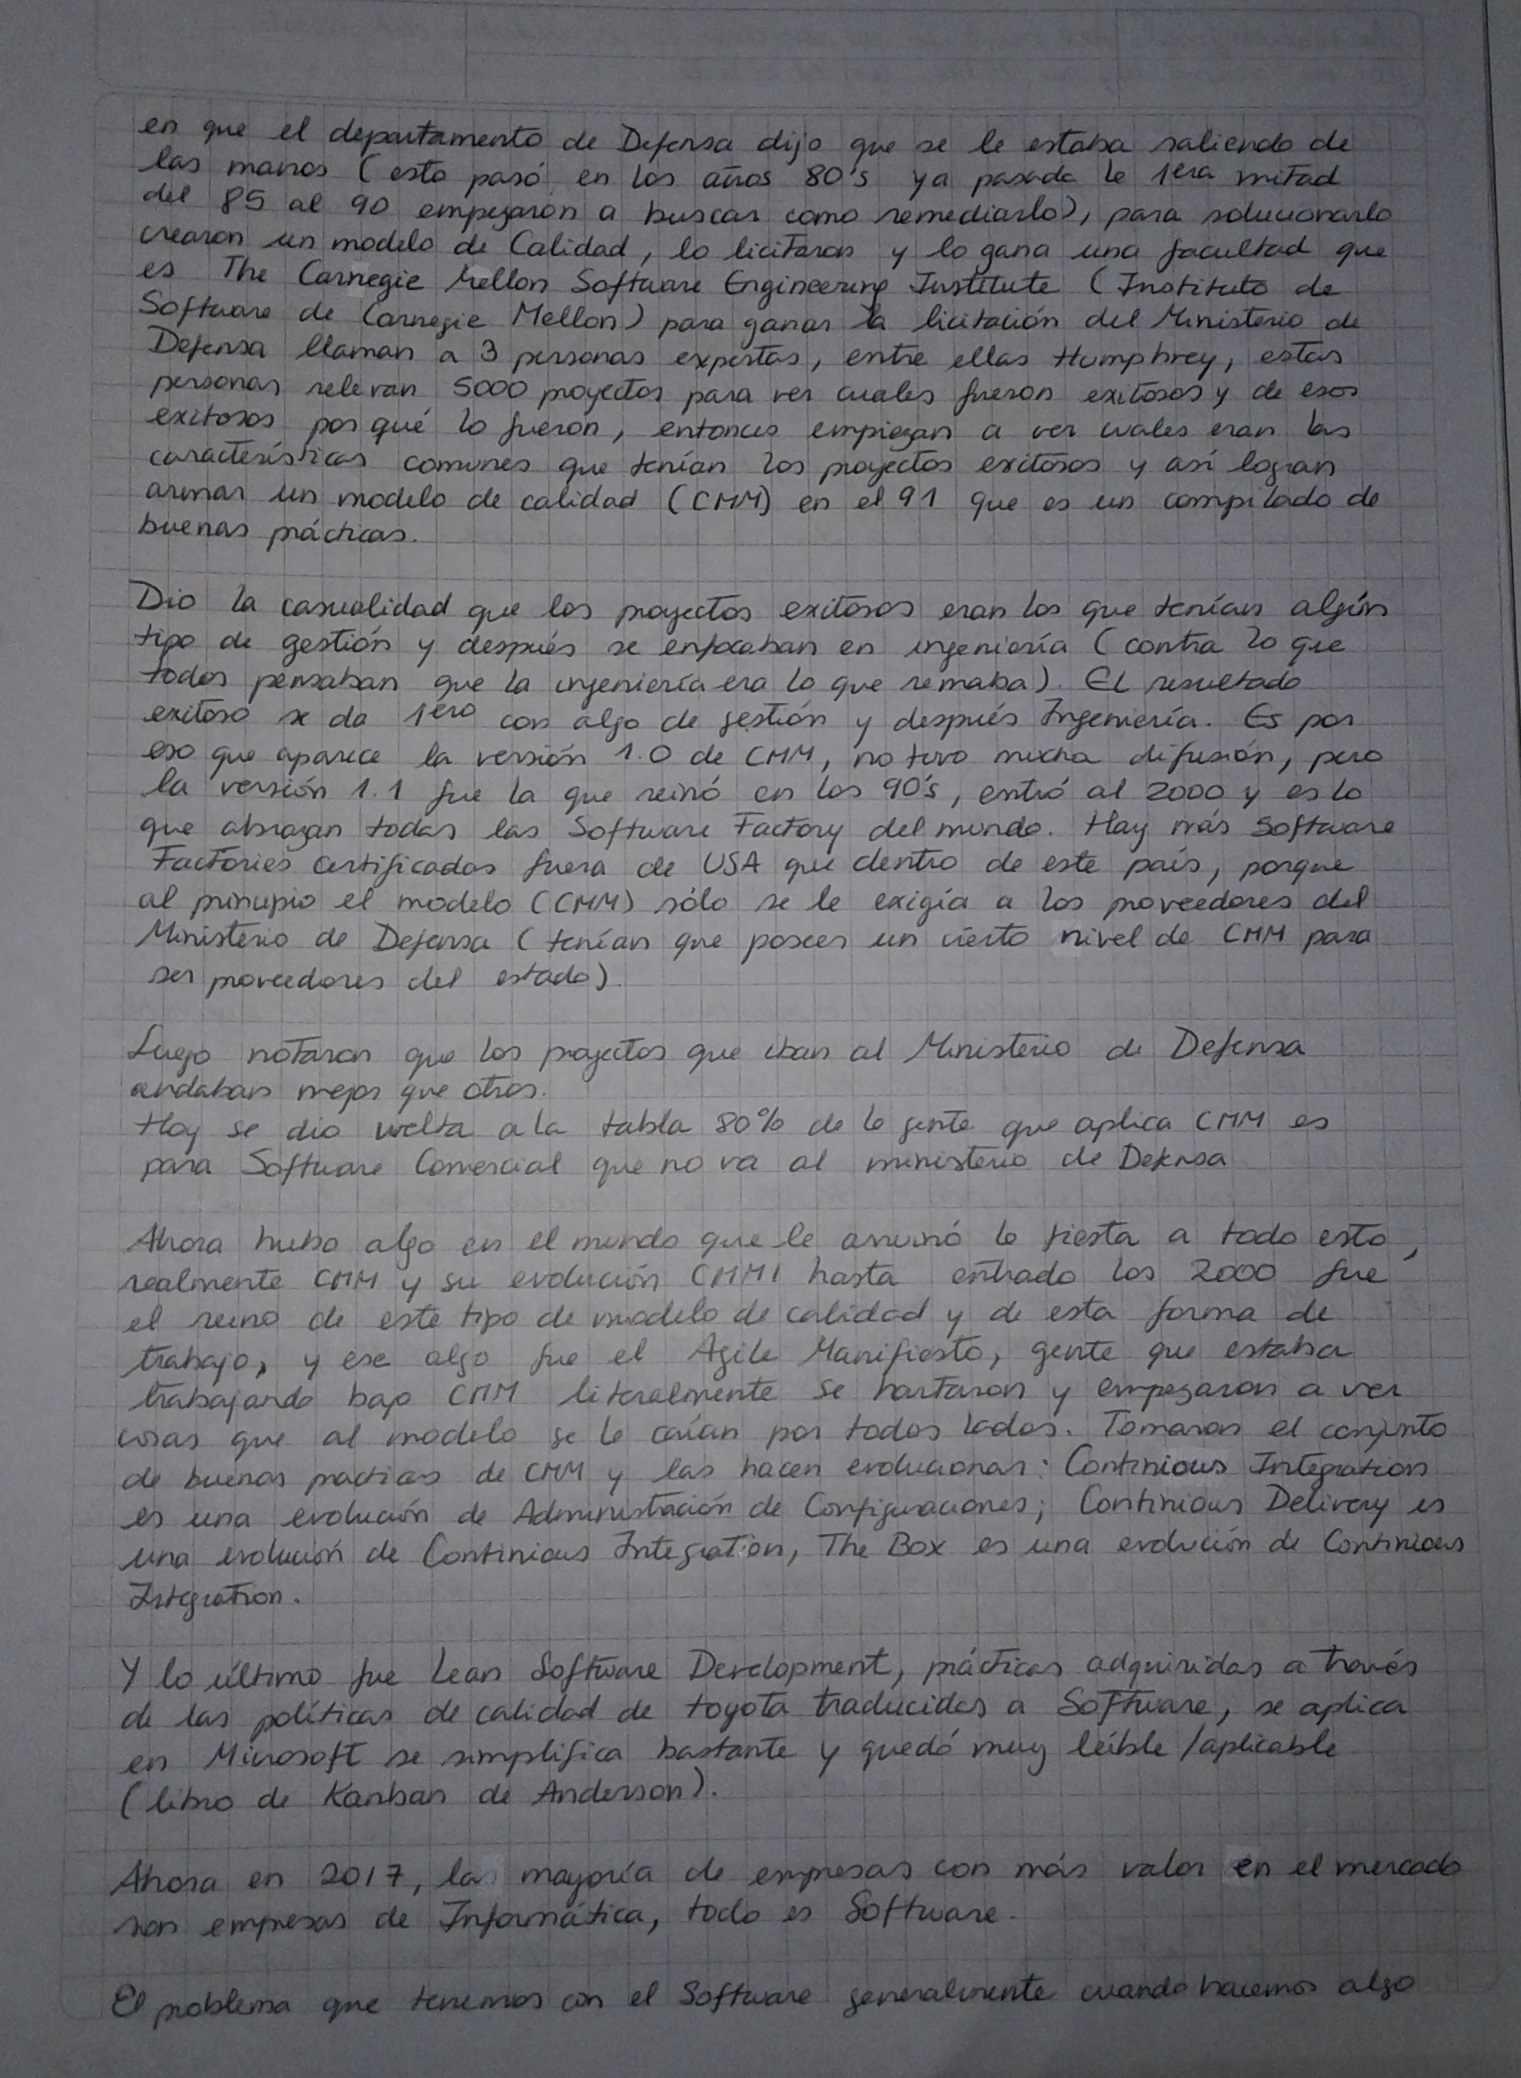 en que el departamento de Defensa dijo que se le estaba saliendo de
las manos (esto pasó en los años 80's ya pasada la 1era mitad
del 85 al 90 empezaron a buscar como remediarlo), para solucionarlo
crearon un modelo de Calidad, lo licitaron y lo gana una facultad que
es The Carnegie Mellon Software Engineering Institute (Instituto de
Software de Carnegie Mellon) para ganar la licitación del Ministerio de
Defensa llaman a 3 personas expertas, entre ellas Humphrey, estas
personas relevan 5000 proyectos para ver cuales fueron exitosos y de esos
exitosos por qué lo fueron, entonces empiezan a ver cuáles eran las
características comunes que tenían los proyectos exitosos y así logran
armar un modelo de calidad (CMM) en el 91 que es un compilado de
buenas prácticas.
Dio la casualidad que los proyectos exitosos eran los que tenían algún
tipo de gestión y después se enfocaban en ingeniería (contra lo que
todos pensaban que la ingeniería era lo que remaba). El resultado
exitoso se da 1ero con algo de gestión y después Ingeniería. Es por
eso que aparece la versión 1.0 de CMM, no tuvo mucha difusión, pero
la versión 1.1 fue la que reinó en los 90's, entró al 2000 y es lo
que abrazan todas las Software Factory del mundo. Hay más Software
Factories certificados fuera de USA que dentro de este país, porque
al principio el modelo (CMM) sólo se le exigía a los proveedores del
Ministerio de Defensa (tenían que poseer un cierto nivel de CMM para
ser proveedores del estado).
Luego notaron que los proyectos que iban al Ministerio de Defensa
andaban mejor que otros.
Hoy se dio vuelta a la tabla 80% de la gente que aplica CMM es
para Software Comercial que no va al ministerio de Defensa
Ahora hubo algo en el mundo que le arruinó la fiesta a todo esto,
realmente CMM y su evolución CMMI hasta entrado los 2000 fue
el reino de este tipo de modelo de calidad y de esta forma de
trabajo, y ese algo fue el Agile Manifiesto, gente que estaba
trabajando bajo CMM literalmente se hartaron y empezaron a ver
cosas que al modelo se le caían por todos lados. Tomaron el conjunto
de buenas practicas de CMM y las hacen evolucionar: Continious Integration
es una evolución de Administración de Configuraciones; Continious Delivery es
una evolución de Continious Integration, The Box es una evolución de Continious
Integration.
Y lo último fue Lean Software Development, prácticas adquiridas a través
de las políticas de calidad de toyota traducidas a Software, se aplica
en Microsoft se simplifica bastante y quedó muy leíble/aplicable
(libro de Kanban de Anderson).
Ahora en 2017, la mayoría de empresas con más valor en el mercado
son empresas de Informática, todo es Software.
El problema que tenemos con el Software generalmente cuando hacemos algo